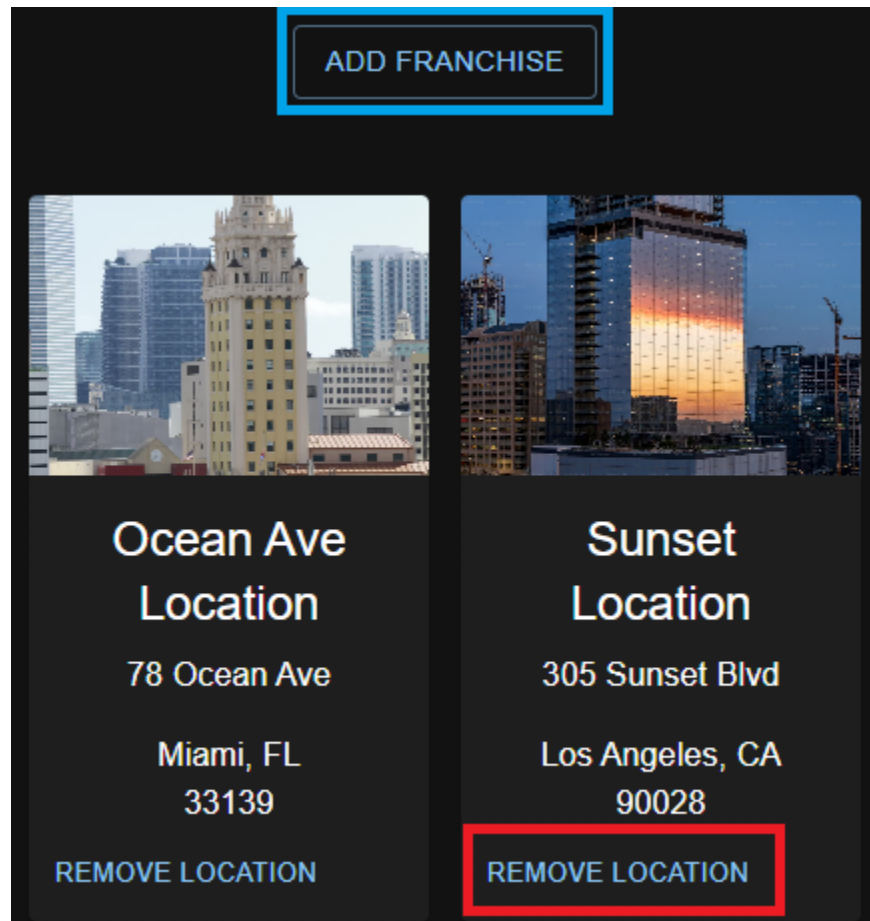 ADD FRANCHISE
Ocean Ave
Location
78 Ocean Ave
Miami, FL
33139
REMOVE LOCATION
Sunset
Location
305 Sunset Blvd
Los Angeles, CA
90028
REMOVE LOCATION